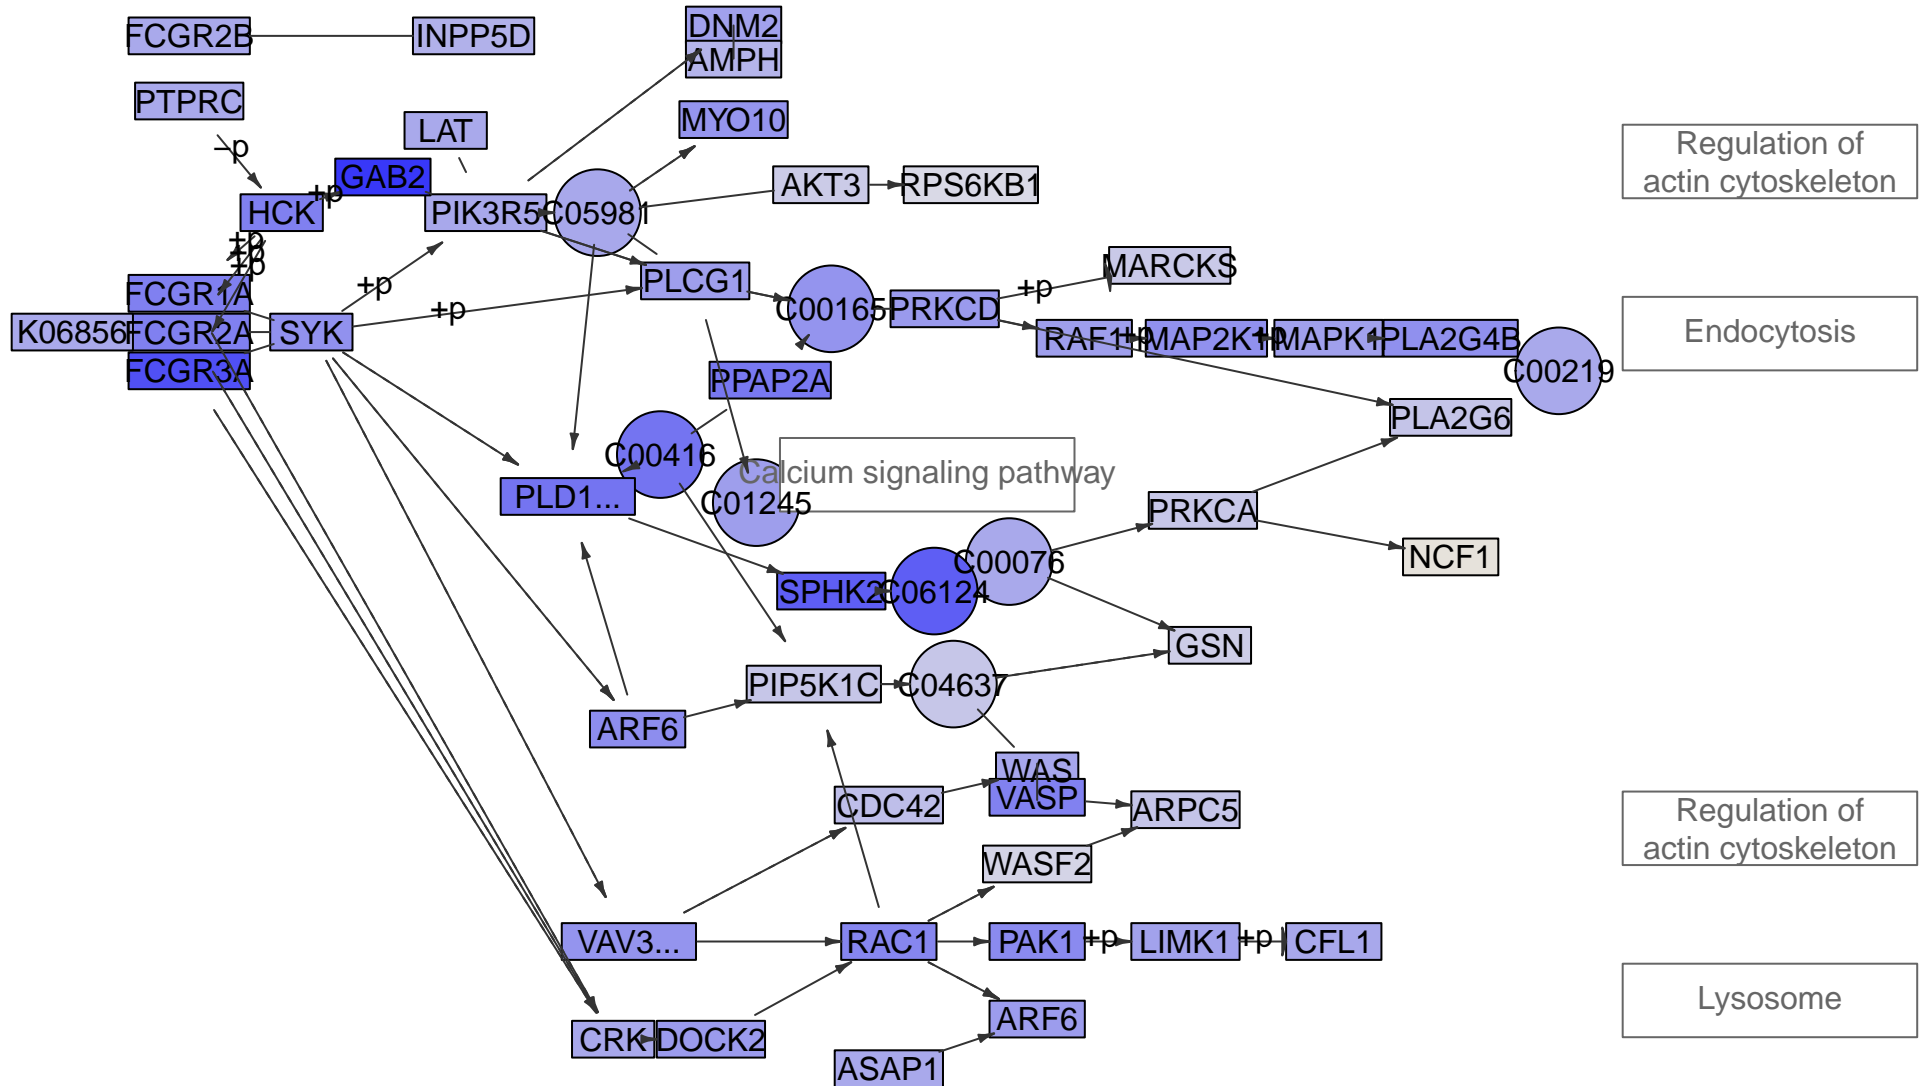 FCGR2B
INPP5D
DNM2
AMPH
PTPRC
LAT
MYO10
Regulation of
actin cytoskeleton
–p
GAB2
+p
AKT3
RPS6KB1
HCK
PIK3R5
C05981
+p
+p
+p
MARCKS
FCGR1A
+p
PLCG1
+p
C00165
PRKCD
+p
K06856
FCGR2A
SYK
RAF1
+p
MAP2K1
+p
MAPK1
PLA2G4B
Endocytosis
FCGR3A
PPAP2A
C00219
PLA2G6
C00416
Calcium signaling pathway
PLD1...
C01245
PRKCA
C00076
NCF1
SPHK2
C06124
GSN
PIP5K1C
C04637
ARF6
WAS
VASP
CDC42
ARPC5
Regulation of
actin cytoskeleton
WASF2
VAV3...
RAC1
PAK1
+p
LIMK1
+p
CFL1
Lysosome
ARF6
CRK
DOCK2
ASAP1